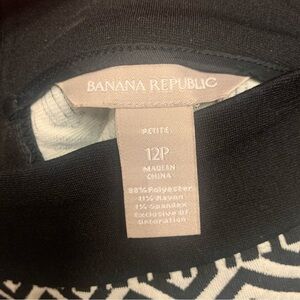 BANANA REPUBLIC
PETITE
12P
MADE IN
CHINA
88% Polyester
11% Rayon
1% Spandex
Exclusive Of
Decoration